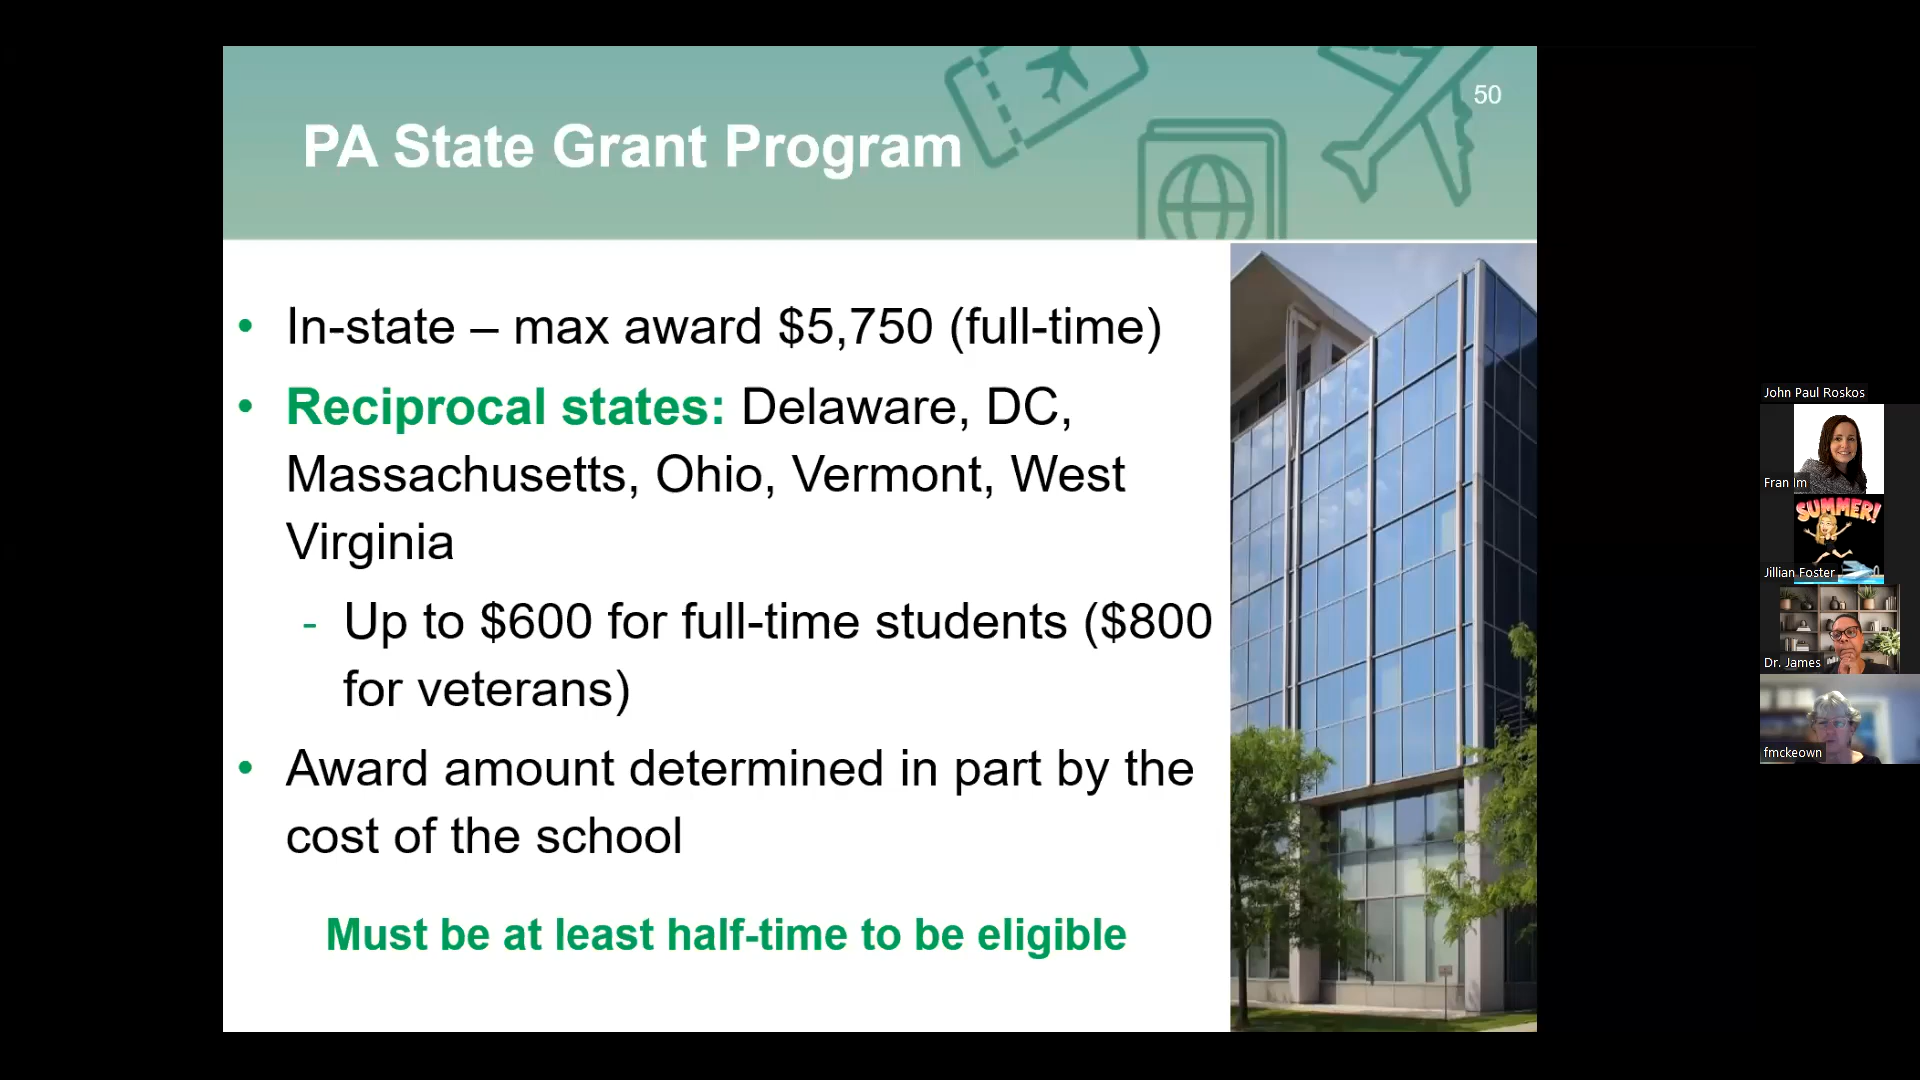 50
PA State Grant Program
• In-state – max award $5,750 (full-time)
• Reciprocal states: Delaware, DC,
Massachusetts, Ohio, Vermont, West
Virginia
- Up to $600 for full-time students ($800
for veterans)
• Award amount determined in part by the
cost of the school
Must be at least half-time to be eligible
John Paul Roskos
Fran Im
SUMMER!
Jillian Foster
Dr. James
fmckeown